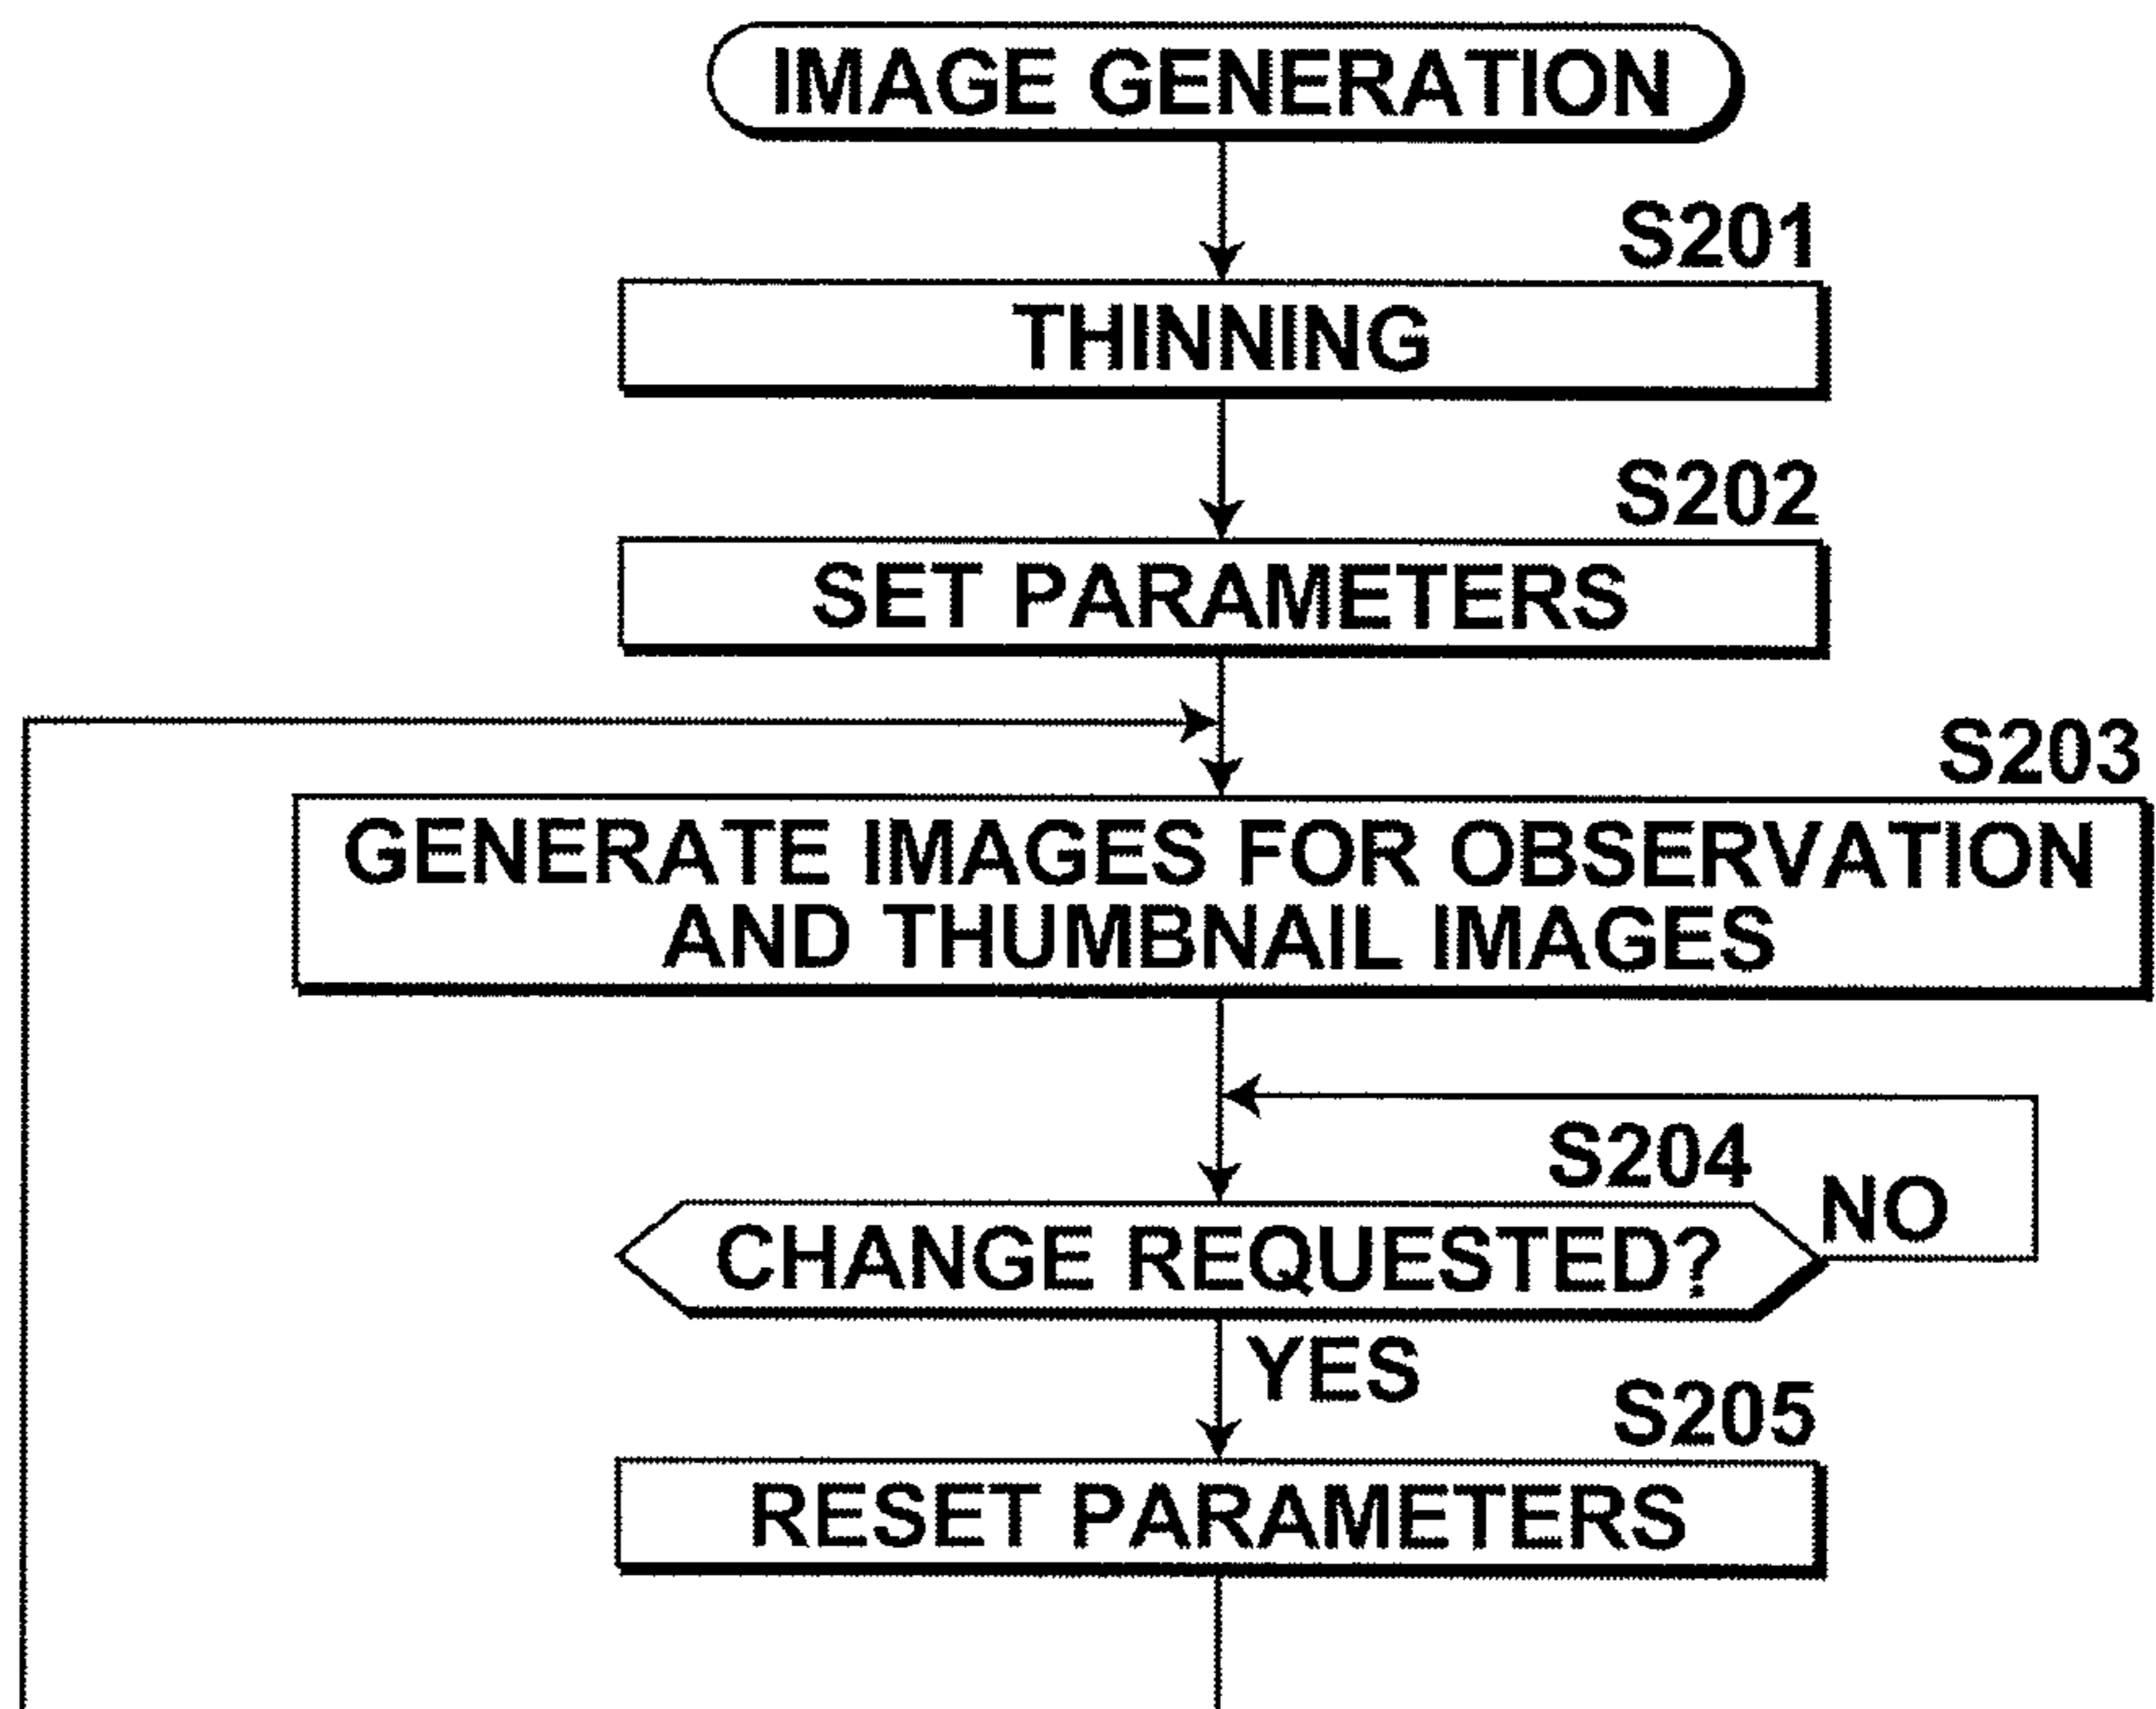 IMAGE GENERATION
S201
THINNING
S202
SET PARAMETERS
S203
GENERATE IMAGES FOR OBSERVATION
AND THUMBNAIL IMAGES
S204
NO
CHANGE REQUESTED?
YES
S205
RESET PARAMETERS